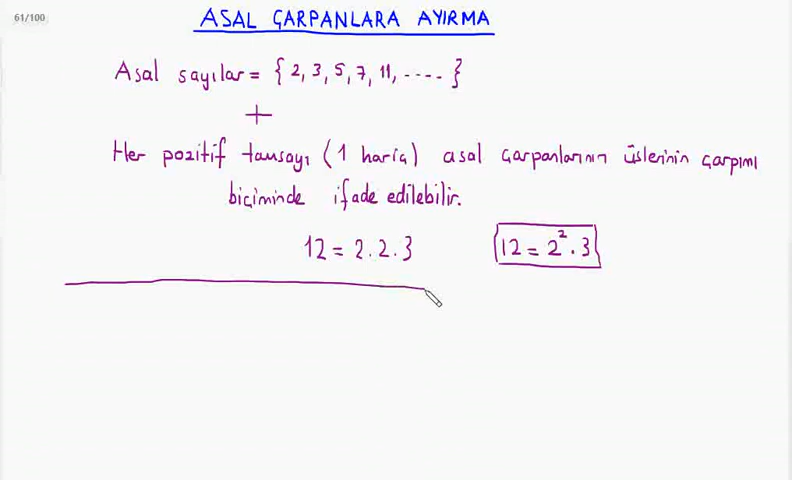 61/100
ASAL ÇARPANLARA AYIRMA
Asal sayılar = { 2, 3, 5, 7, 11, ---- }
+
Her pozitif tamsayı (1 hariç) asal çarpanlarının üslerinin çarpımı
biçiminde ifade edilebilir.
12 = 2 . 2 . 3 12 = 2² . 3